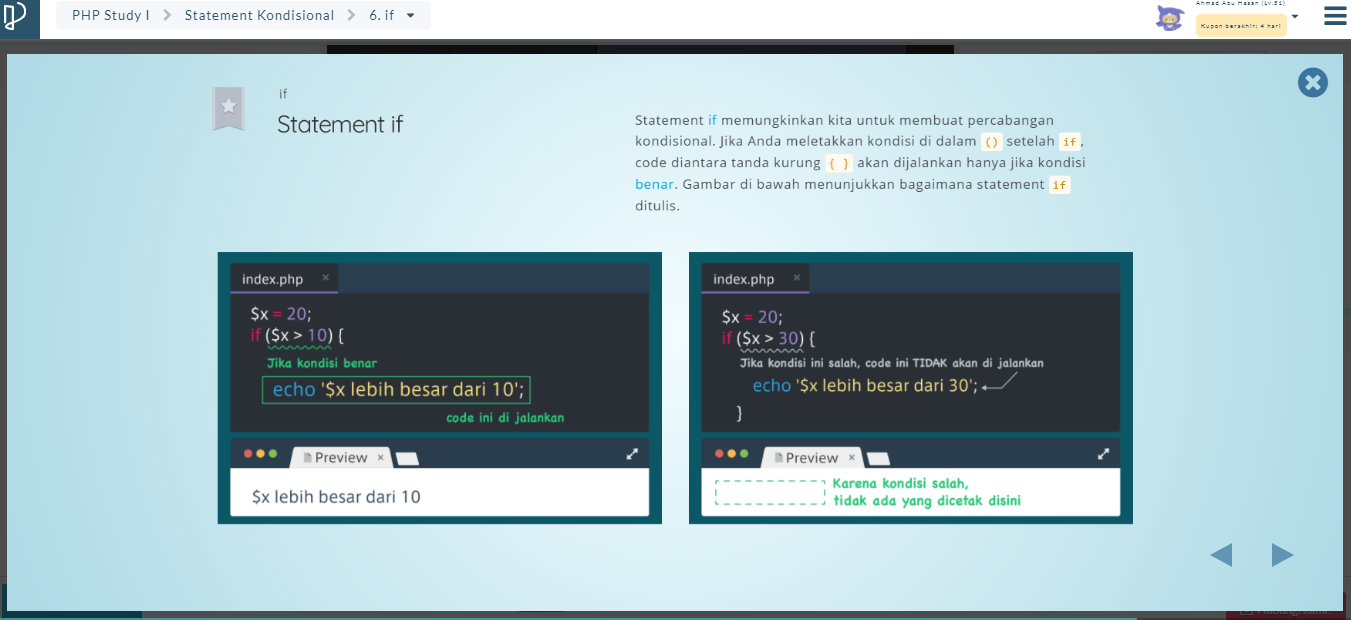 PHP Study I > Statement Kondisional > 6. if
Ahmad Abu Hasan (Lv.51)
Kupon berakhir: 4 hari
if
Statement if
Statement if memungkinkan kita untuk membuat percabangan
kondisional. Jika Anda meletakkan kondisi di dalam () setelah if,
code diantara tanda kurung { } akan dijalankan hanya jika kondisi
benar. Gambar di bawah menunjukkan bagaimana statement if
ditulis.
index.php ×
$x = 20;
if ($x > 10) {
Jika kondisi benar
echo '$x lebih besar dari 10';
code ini di jalankan
Preview ×
$x lebih besar dari 10
index.php ×
$x = 20;
if ($x > 30) {
Jika kondisi ini salah, code ini TIDAK akan di jalankan
echo '$x lebih besar dari 30';
}
Preview ×
Karena kondisi salah,
tidak ada yang dicetak disini